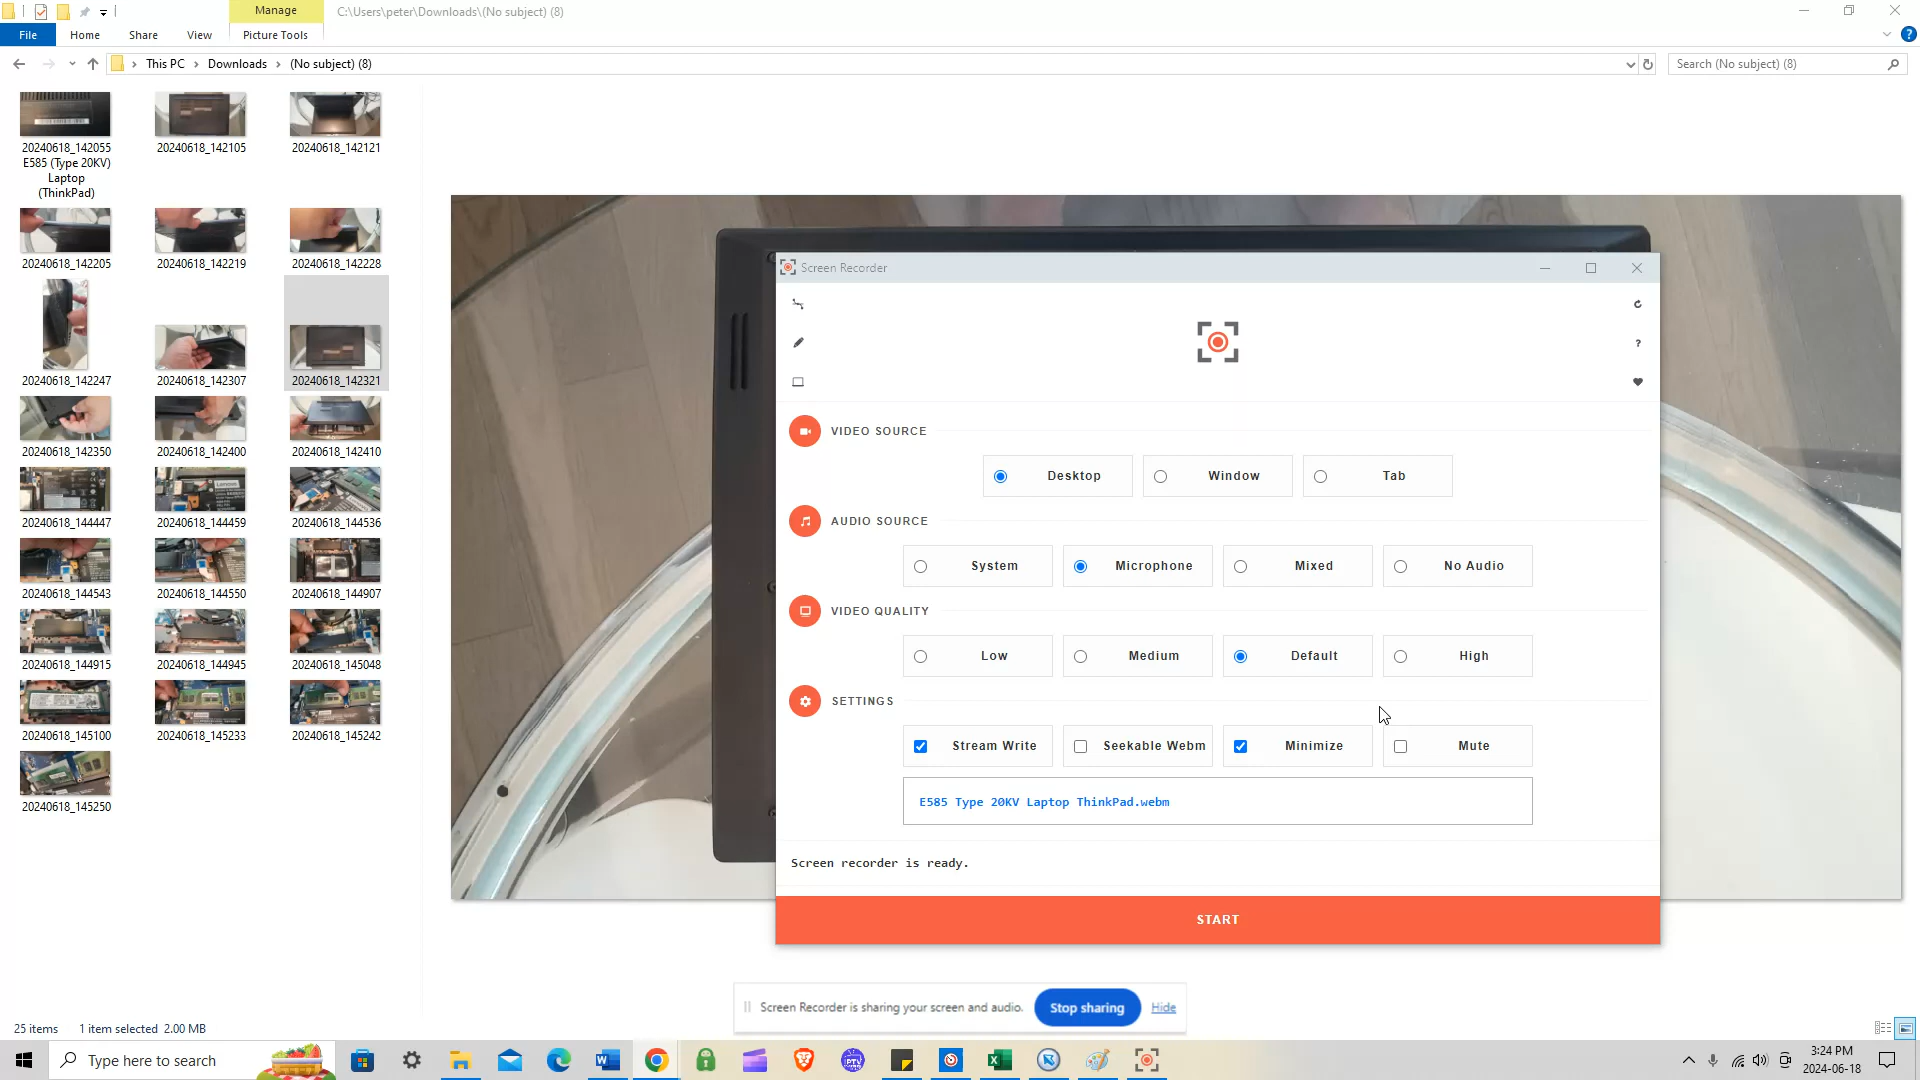 Manage
C:\Users\peter\Downloads\(No subject) (8)
File
Home
Share
View
Picture Tools
This PC
Downloads
(No subject) (8)
Search (No subject) (8)
20240618_142055
E585 (Type 20KV)
Laptop
(ThinkPad)
20240618_142105
20240618_142121
20240618_142205
20240618_142219
20240618_142228
20240618_142247
20240618_142307
20240618_142321
20240618_142350
20240618_142400
20240618_142410
20240618_144447
20240618_144459
20240618_144536
20240618_144543
20240618_144550
20240618_144907
20240618_144915
20240618_144945
20240618_145048
20240618_145100
20240618_145233
20240618_145242
20240618_145250
Screen Recorder
?
VIDEO SOURCE
Desktop
Window
Tab
AUDIO SOURCE
System
Microphone
Mixed
No Audio
VIDEO QUALITY
Low
Medium
Default
High
SETTINGS
Stream Write
Seekable Webm
Minimize
Mute
E585 Type 20KV Laptop ThinkPad.webm
Screen recorder is ready.
START
Screen Recorder is sharing your screen and audio.
Stop sharing
Hide
25 items
1 item selected 2.00 MB
Type here to search
3:24 PM
2024-06-18